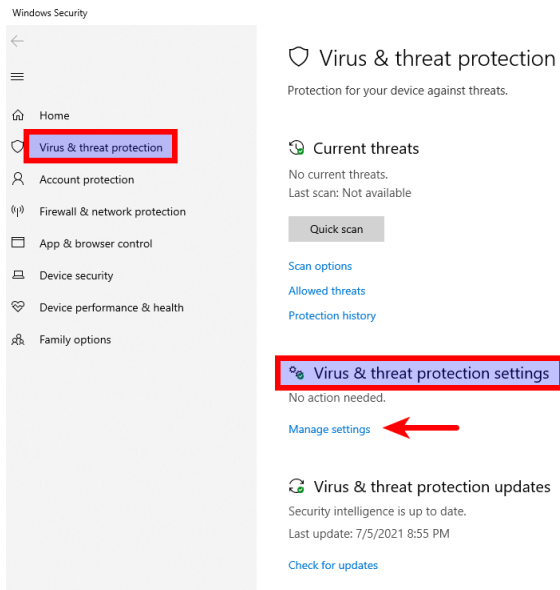 Windows Security
Home
Virus & threat protection
Account protection
Firewall & network protection
App & browser control
Device security
Device performance & health
Family options
Virus & threat protection
Protection for your device against threats.
Current threats
No current threats.
Last scan: Not available
Quick scan
Scan options
Allowed threats
Protection history
Virus & threat protection settings
No action needed.
Manage settings
Virus & threat protection updates
Security intelligence is up to date.
Last update: 7/5/2021 8:55 PM
Check for updates